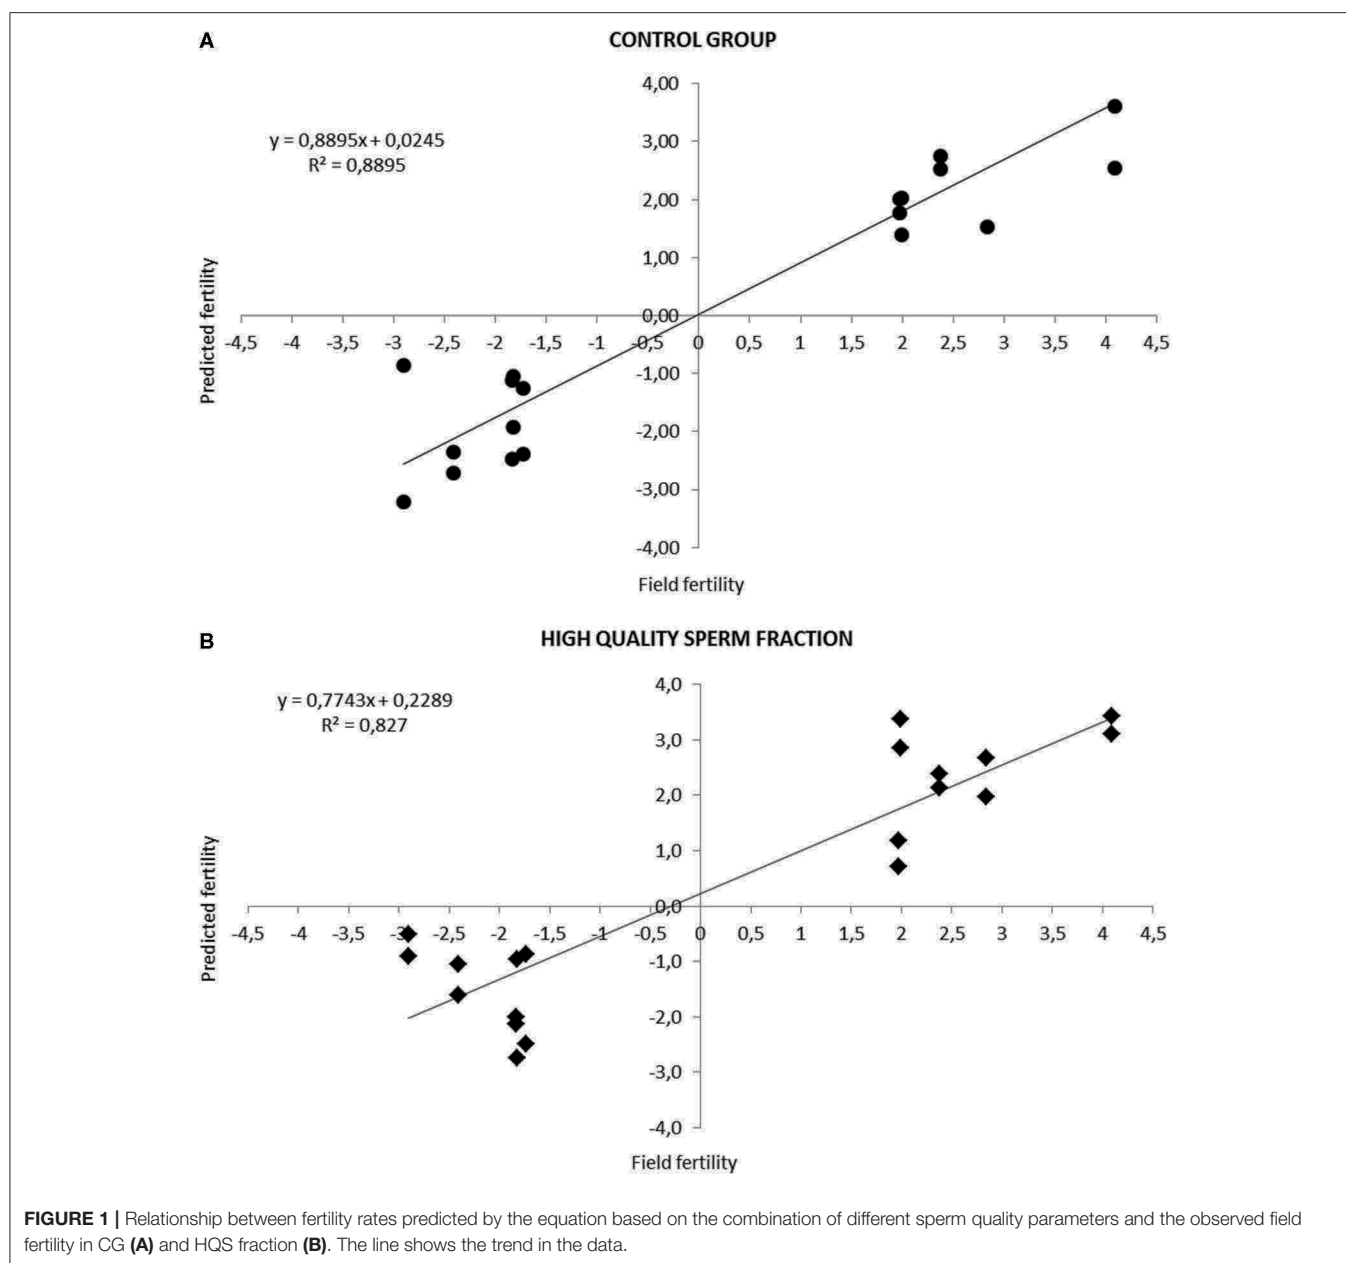 A
CONTROL GROUP
4,00
y = 0,8895x + 0,0245
R² = 0,8895
3,00
2,00
1,00
0,00
-4,5 -4 -3,5 -3 -2,5 -2 -1,5 -1 -0,5 0 0,5 1 1,5 2 2,5 3 3,5 4 4,5
-1,00
-2,00
-3,00
-4,00
Predicted fertility
Field fertility
B
HIGH QUALITY SPERM FRACTION
4,0
y = 0,7743x + 0,2289
R² = 0,827
3,0
2,0
1,0
0,0
-4,5 -4 -3,5 -3 -2,5 -2 -1,5 -1 -0,5 0 0,5 1 1,5 2 2,5 3 3,5 4 4,5
-1,0
-2,0
-3,0
-4,0
Predicted fertility
Field fertility
FIGURE 1 | Relationship between fertility rates predicted by the equation based on the combination of different sperm quality parameters and the observed field
fertility in CG (A) and HQS fraction (B). The line shows the trend in the data.